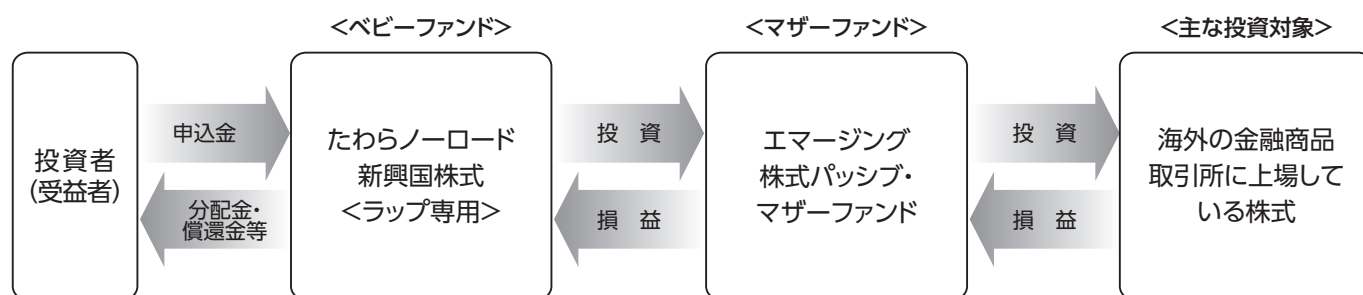 <ベビーファンド>
<マザーファンド>
<主な投資対象>
投資者
(受益者)
申込金
分配金・
償還金等
たわらノーロード
新興国株式
<ラップ専用>
投 資
損 益
エマージング
株式パッシブ・
マザーファンド
投 資
損 益
海外の金融商品
取引所に上場して
いる株式